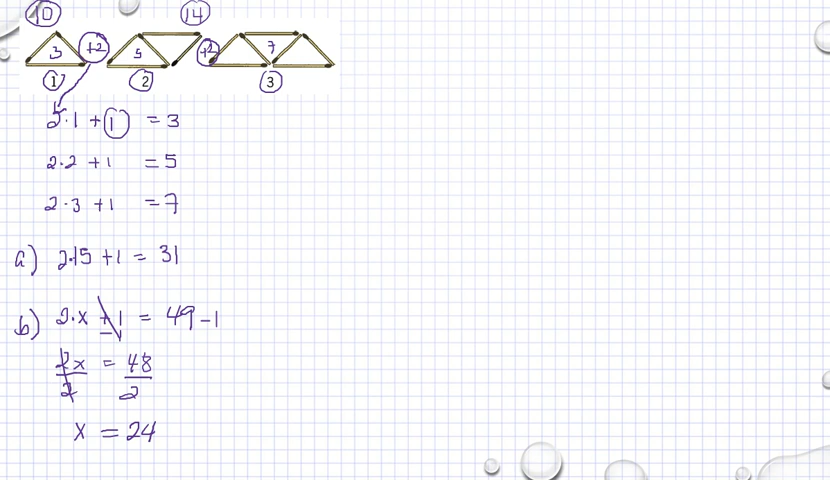 10 14
3 +2 5 +2 7
1 2 3
2·1 + 1 = 3
2·2 + 1 = 5
2·3 + 1 = 7
a) 2·15 + 1 = 31
b) 2·x + 1 = 49 - 1
- 1
2x = 48
2 2
x = 24